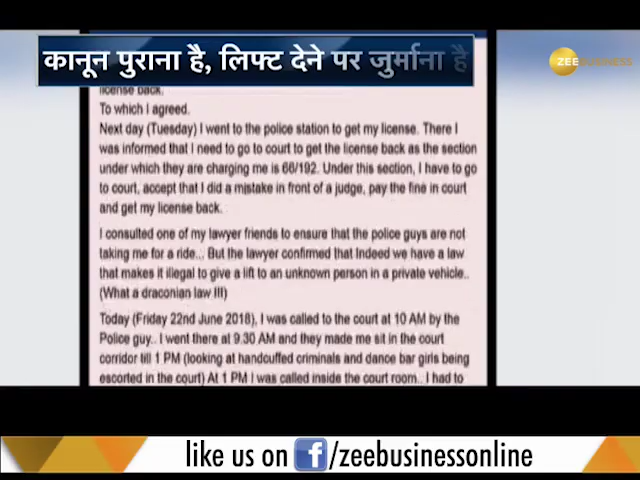 कानून पुराना है, लिफ्ट देने पर जुर्माना है
ZEE BUSINESS
license back.
To which I agreed.
Next day (Tuesday) I went to the police station to get my license. There I
was informed that I need to go to court to get the license back as the section
under which they are charging me is 66/192. Under this section, I have to go
to court, accept that I did a mistake in front of a judge, pay the fine in court
and get my license back.
I consulted one of my lawyer friends to ensure that the police guys are not
taking me for a ride... But the lawyer confirmed that Indeed we have a law
that makes it illegal to give a lift to an unknown person in a private vehicle..
(What a draconian law !!!)
Today (Friday 22nd June 2018), I was called to the court at 10 AM by the
Police guy.. I went there at 9.30 AM and they made me sit in the court
corridor till 1 PM (looking at handcuffed criminals and dance bar girls being
escorted in the court) At 1 PM I was called inside the court room.. I had to
like us on f/zeebusinessonline